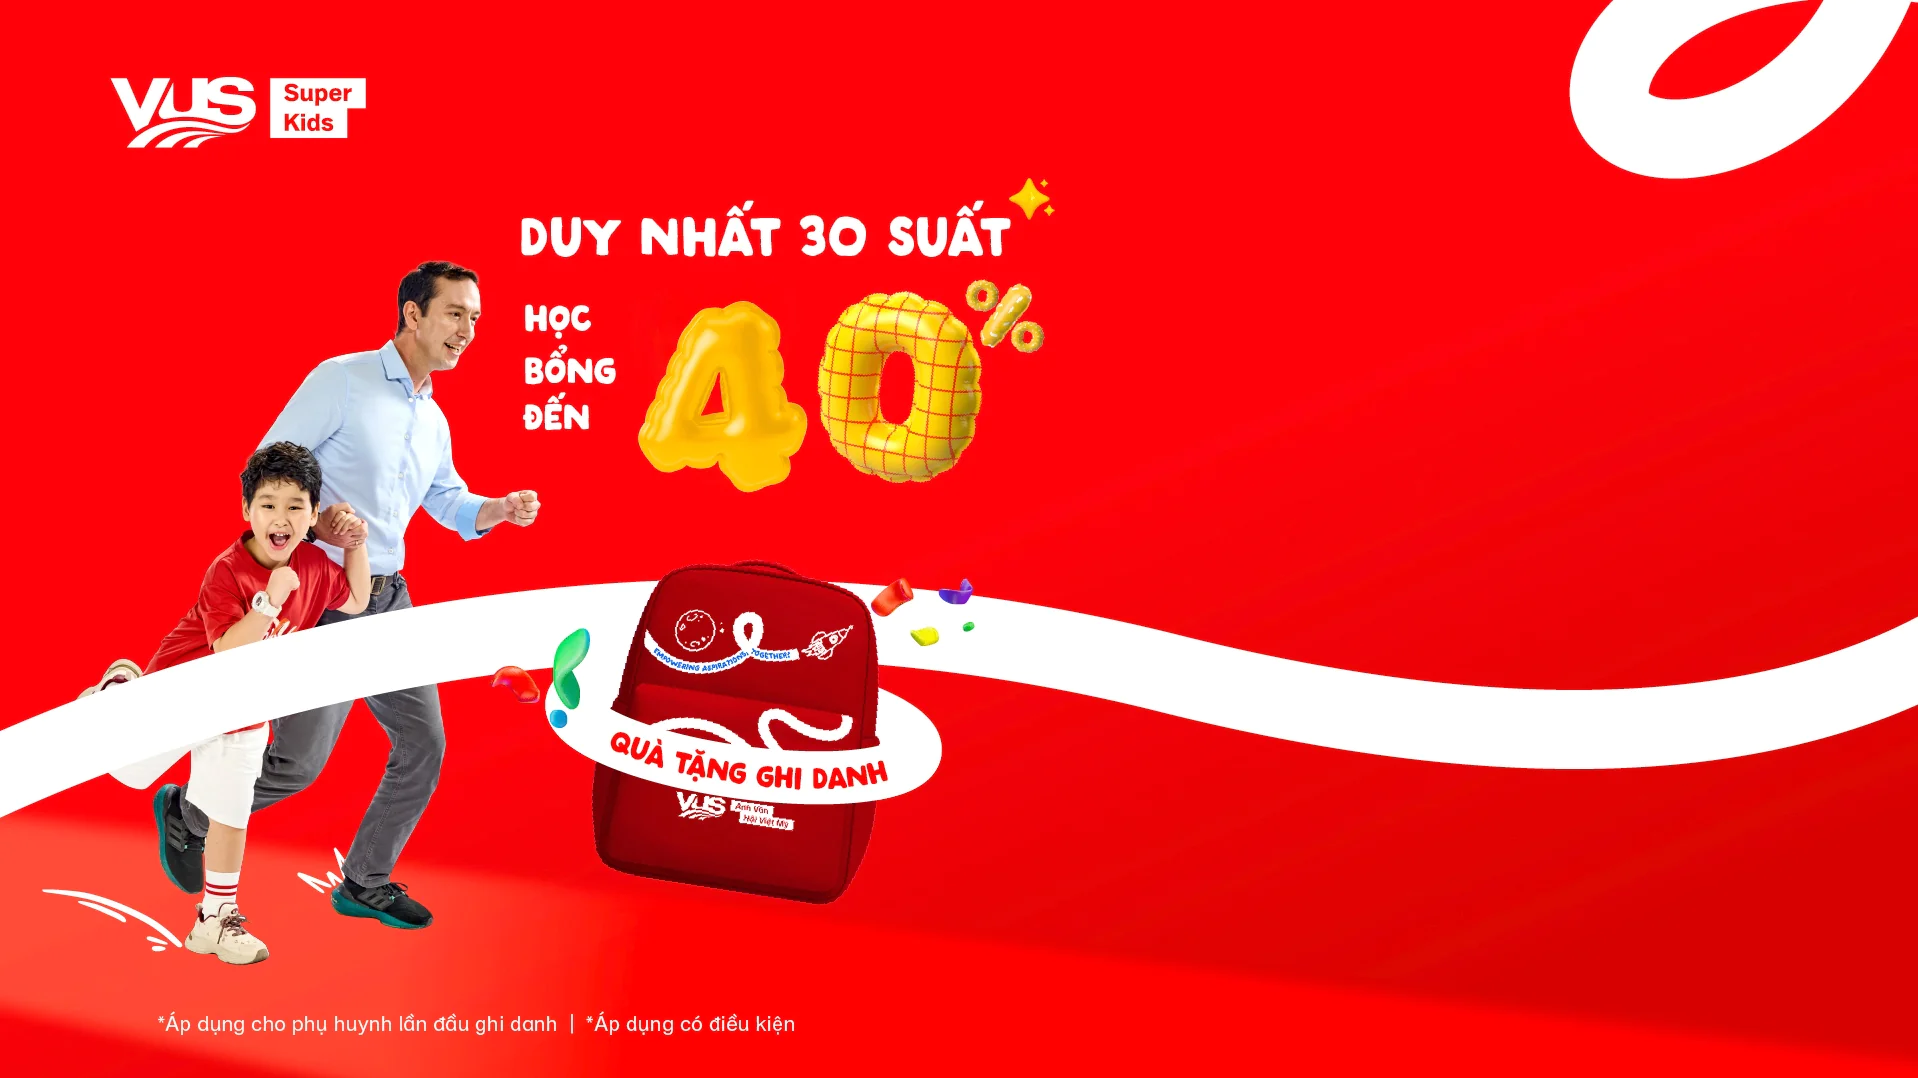 VUS Super
Kids
DUY NHẤT 30 SUẤT
HỌC
BỔNG
ĐẾN
40%
EMPOWERING ASPIRATIONS, TOGETHER!
QUÀ TẶNG GHI DANH
VUS Anh Văn
Hội Việt Mỹ
*Áp dụng cho phụ huynh lần đầu ghi danh | *Áp dụng có điều kiện